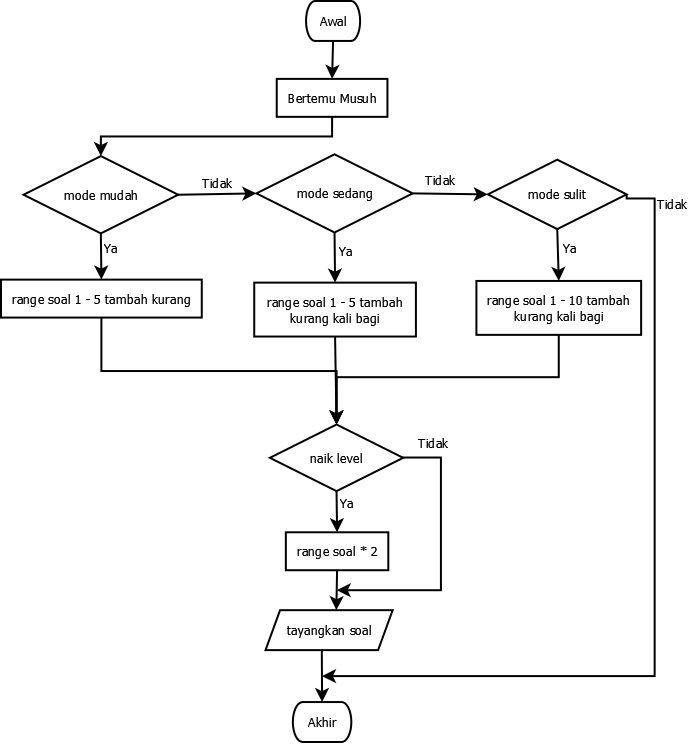 Awal
Bertemu Musuh
mode mudah
Tidak
mode sedang
Tidak
mode sulit
Tidak
Ya
Ya
Ya
range soal 1 - 5 tambah kurang
range soal 1 - 5 tambah
kurang kali bagi
range soal 1 - 10 tambah
kurang kali bagi
naik level
Tidak
Ya
range soal * 2
tayangkan soal
Akhir